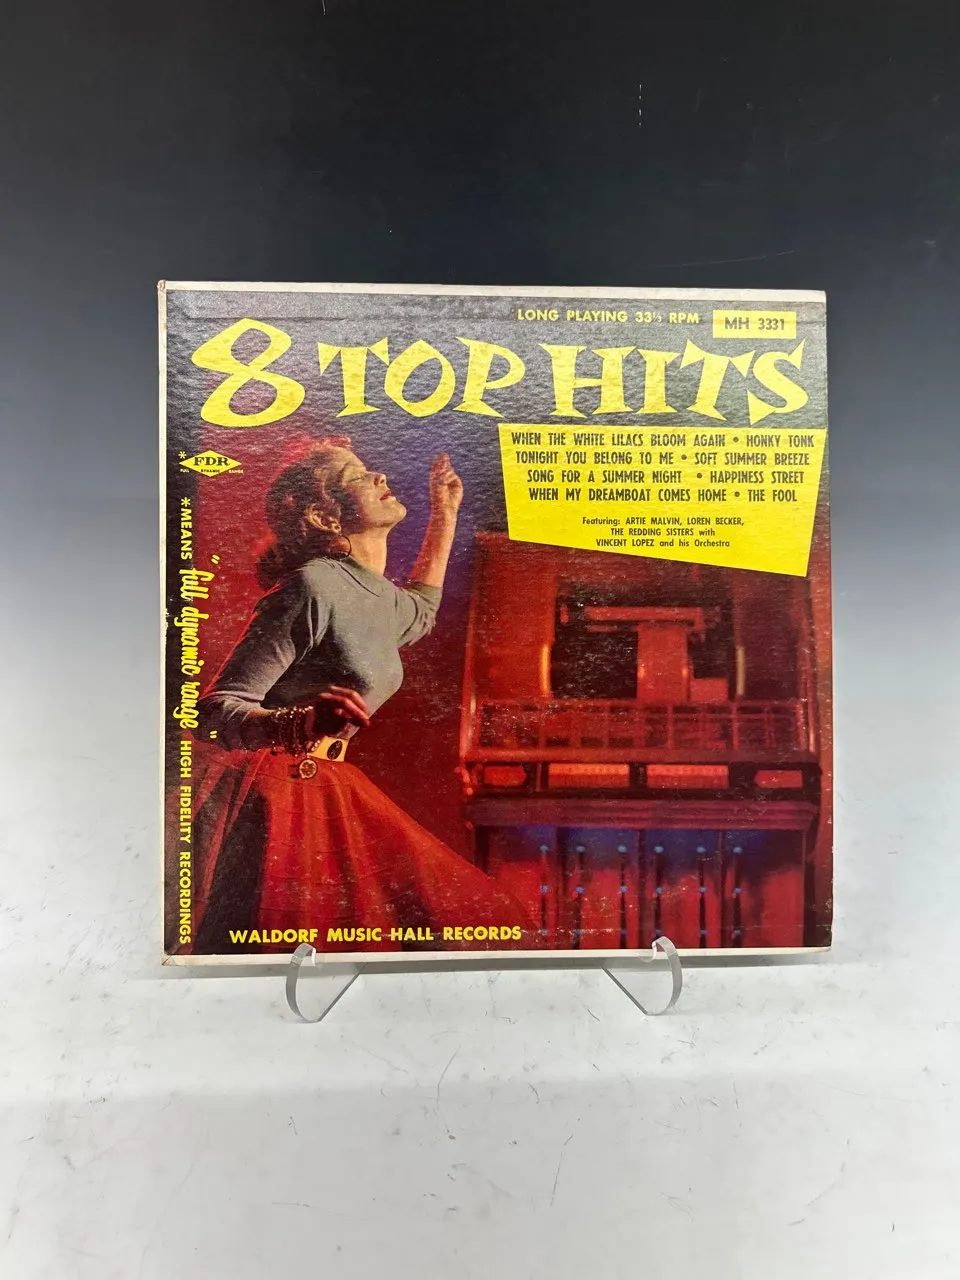 LONG PLAYING 33⅓ RPM
MH 3331
8 TOP HITS
WHEN THE WHITE LILACS BLOOM AGAIN • HONKY TONK
TONIGHT YOU BELONG TO ME • SOFT SUMMER BREEZE
SONG FOR A SUMMER NIGHT • HAPPINESS STREET
WHEN MY DREAMBOAT COMES HOME • THE FOOL
Featuring: ARTIE MALVIN, LOREN BECKER,
THE REDDING SISTERS with
VINCENT LOPEZ and his Orchestra
* FDR
FULL DYNAMIC RANGE
*MEANS "full dynamic range" HIGH FIDELITY RECORDINGS
WALDORF MUSIC HALL RECORDS